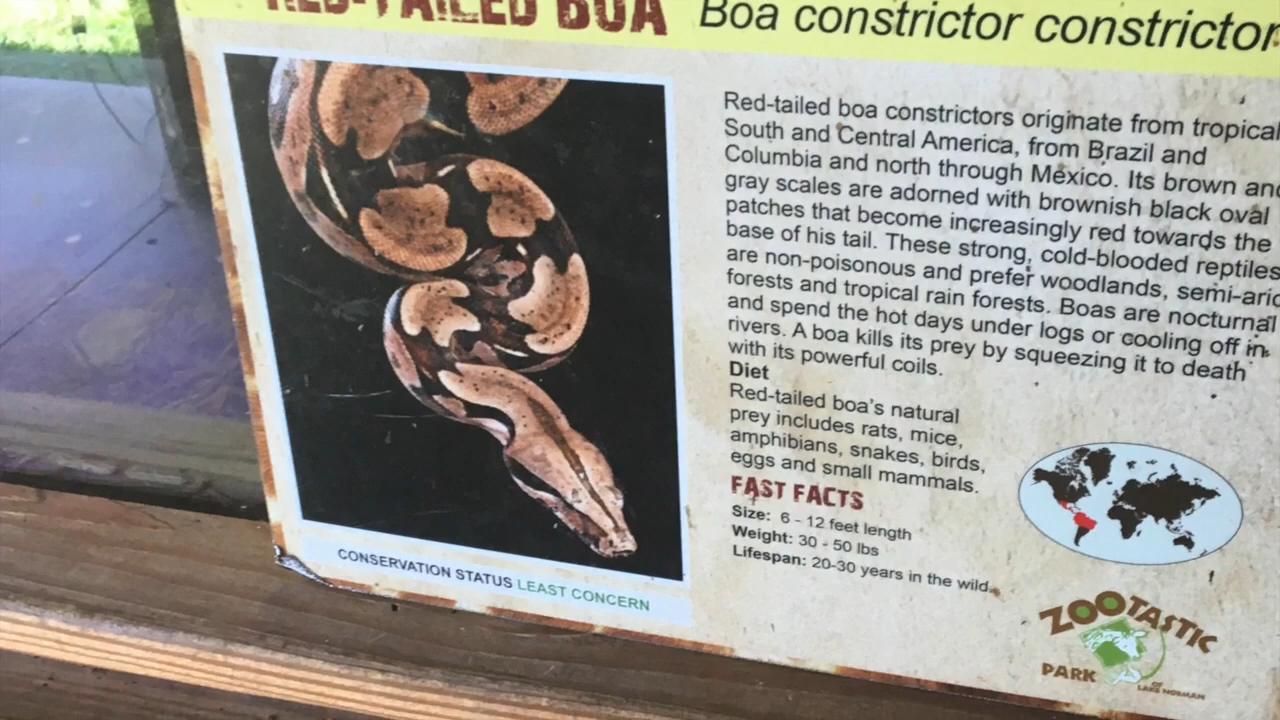 RED-TAILED BOA Boa constrictor constrictor
Red-tailed boa constrictors originate from tropical
South and Central America, from Brazil and
Columbia and north through Mexico. Its brown and
gray scales are adorned with brownish black oval
patches that become increasingly red towards the
base of his tail. These strong, cold-blooded reptiles
are non-poisonous and prefer woodlands, semi-arid
forests and tropical rain forests. Boas are nocturnal
and spend the hot days under logs or cooling off in
rivers. A boa kills its prey by squeezing it to death
with its powerful coils.
Diet
Red-tailed boa's natural
prey includes rats, mice,
amphibians, snakes, birds,
eggs and small mammals.
FAST FACTS
Size: 6 - 12 feet length
Weight: 30 - 50 lbs
Lifespan: 20-30 years in the wild
CONSERVATION STATUS LEAST CONCERN
ZOOTASTIC
PARK
OF
LAKE NORMAN